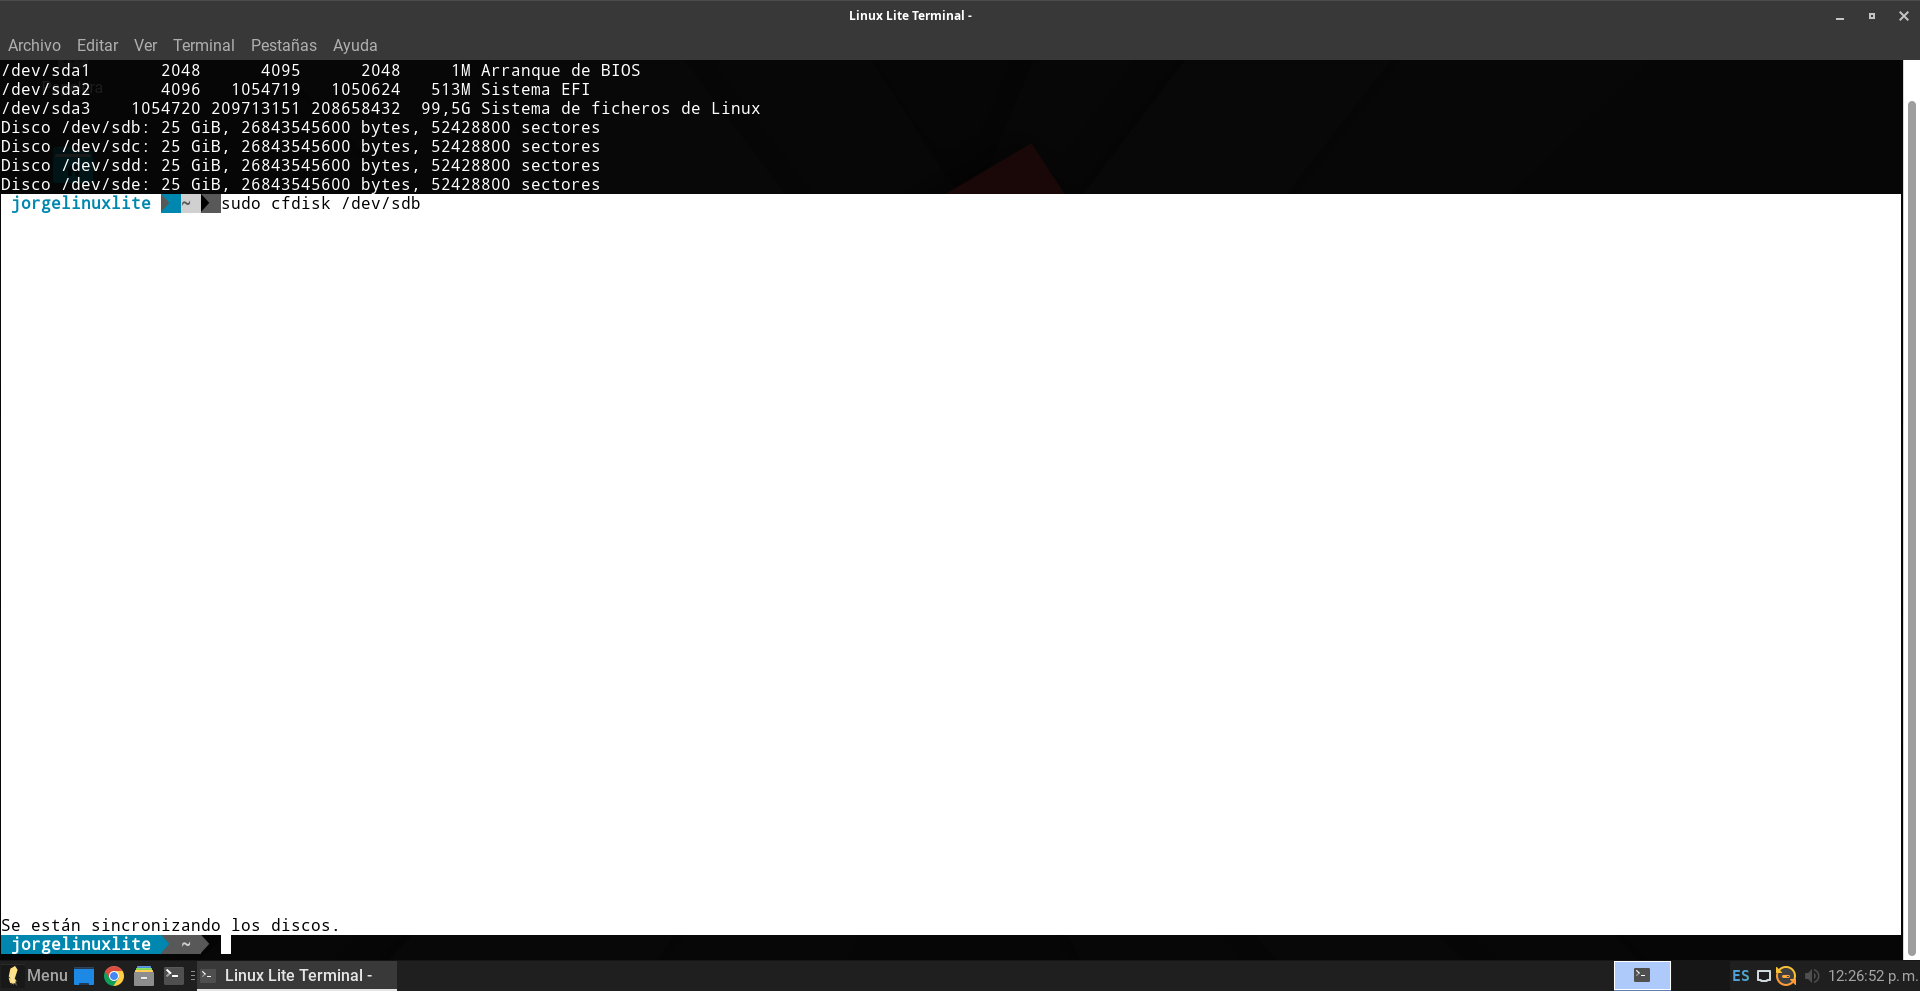 Linux Lite Terminal -
Archivo Editar Ver Terminal Pestañas Ayuda
/dev/sda1 2048 4095 2048 1M Arranque de BIOS
/dev/sda2 4096 1054719 1050624 513M Sistema EFI
/dev/sda3 1054720 209713151 208658432 99,5G Sistema de ficheros de Linux
Disco /dev/sdb: 25 GiB, 26843545600 bytes, 52428800 sectores
Disco /dev/sdc: 25 GiB, 26843545600 bytes, 52428800 sectores
Disco /dev/sdd: 25 GiB, 26843545600 bytes, 52428800 sectores
Disco /dev/sde: 25 GiB, 26843545600 bytes, 52428800 sectores
jorgelinuxlite ~ sudo cfdisk /dev/sdb
Se están sincronizando los discos.
jorgelinuxlite ~
Menu Linux Lite Terminal - ES 12:26:52 p. m.